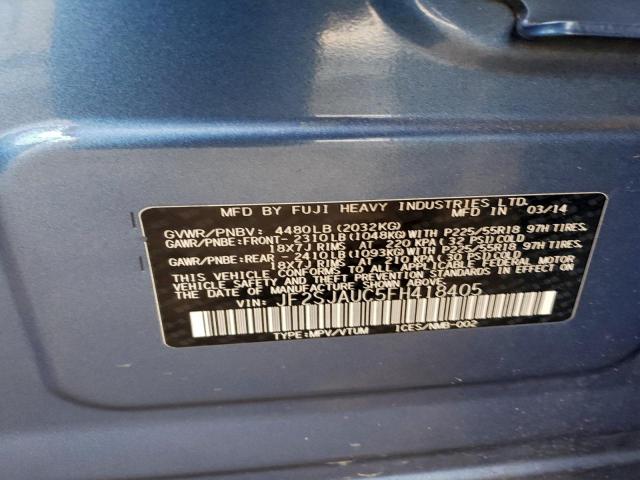 MFD BY FUJI HEAVY INDUSTRIES LTD.
MFD IN 03/14
GVWR/PNBV: 4480LB (2032KG)
GAWR/PNBE:FRONT- 2310LB (1048KG)WITH P225/55R18 97H TIRES.
18X7J RIMS AT 220 KPA ( 32 PSI) COLD
GAWR/PNBE:REAR - 2410LB (1093KG)WITH P225/55R18 97H TIRES.
18X7J RIMS AT 210 KPA ( 30 PSI) COLD
THIS VEHICLE CONFORMS TO ALL APPLICABLE FEDERAL MOTOR
VEHICLE SAFETY AND THEFT PREVENTION STANDARDS IN EFFECT ON
THE DATE OF MANUFACTURE SHOWN ABOVE.
VIN: JF2SJAUC5FH418405
TYPE:MPV/VTUM ICES/NMB-002